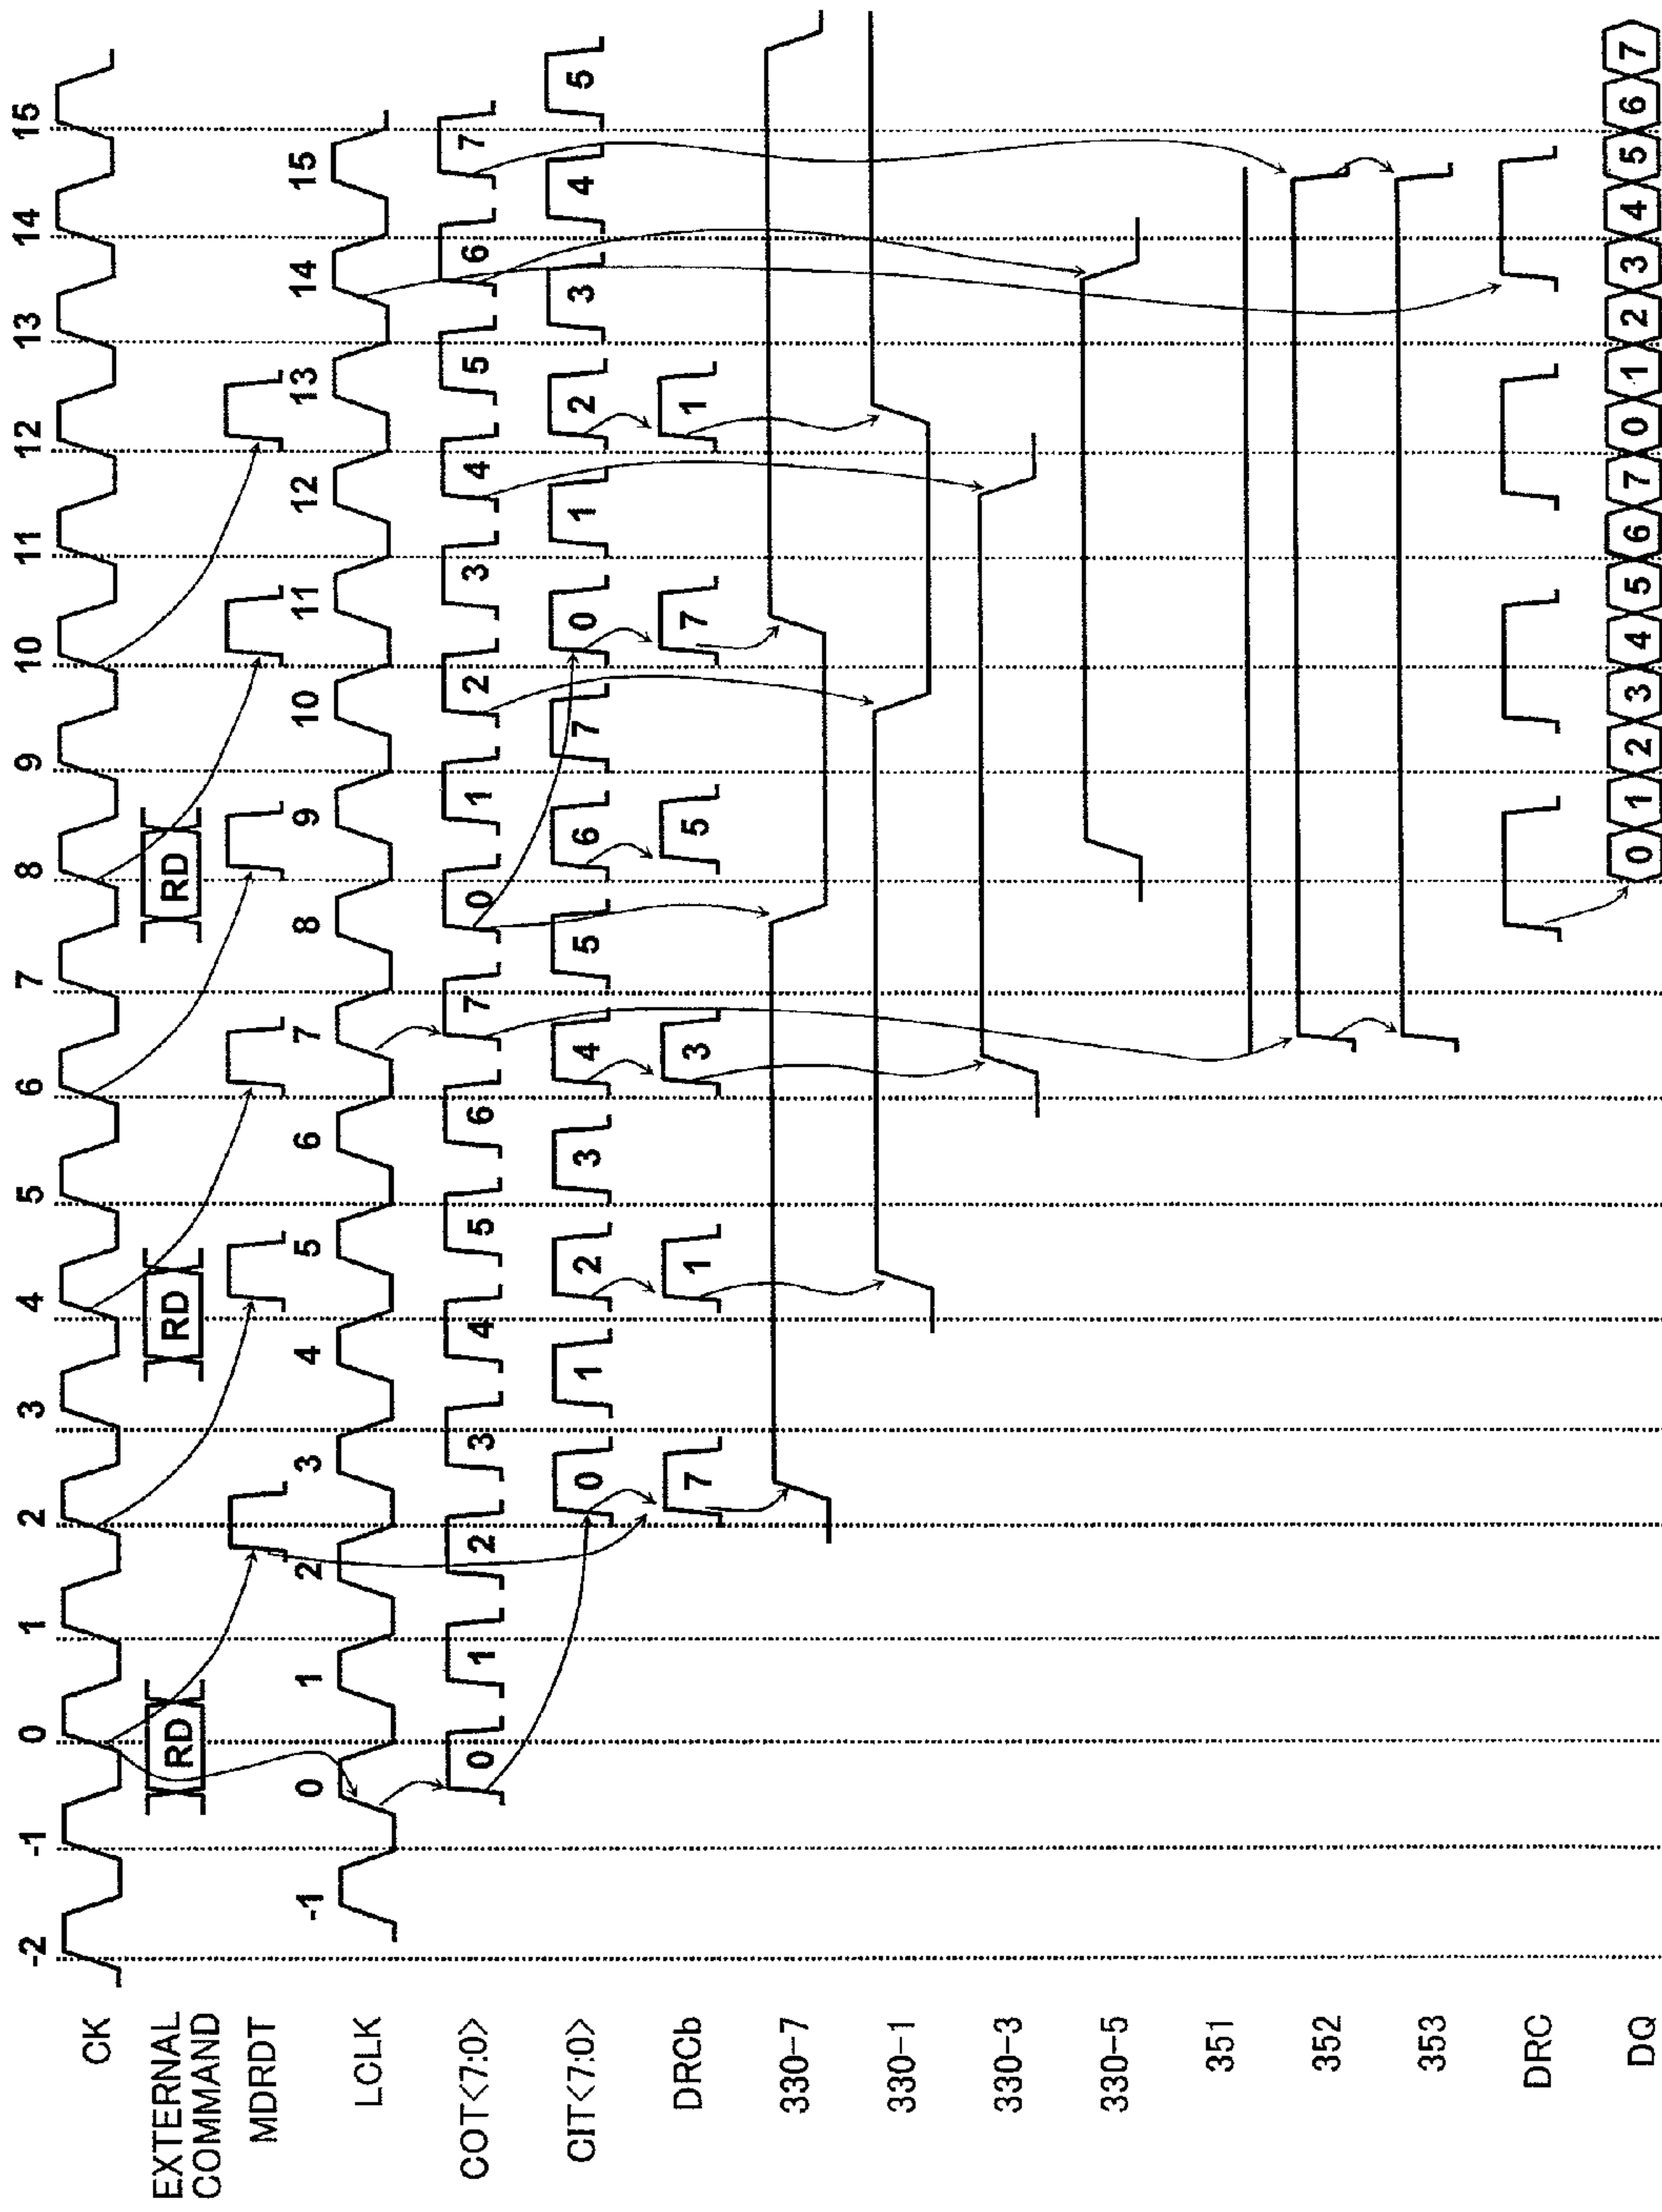 -2 -1 0 1 2 3 4 5 6 7 8 9 10 11 12 13 14 15
CK
EXTERNAL
COMMAND
RD RD RD
MDRDT
-1 0 1 2 3 4 5 6 7 8 9 10 11 12 13 14 15
LCLK
COT<7:0> 0 1 2 3 4 5 6 7 0 1 2 3 4 5 6 7
CIT<7:0> 0 1 2 3 4 5 6 7 0 1 2 3 4 5
DRCb 7 1 3 5 7 1
330-7
330-1
330-3
330-5
351
352
353
DRC
DQ 0 1 2 3 4 5 6 7 0 1 2 3 4 5 6 7